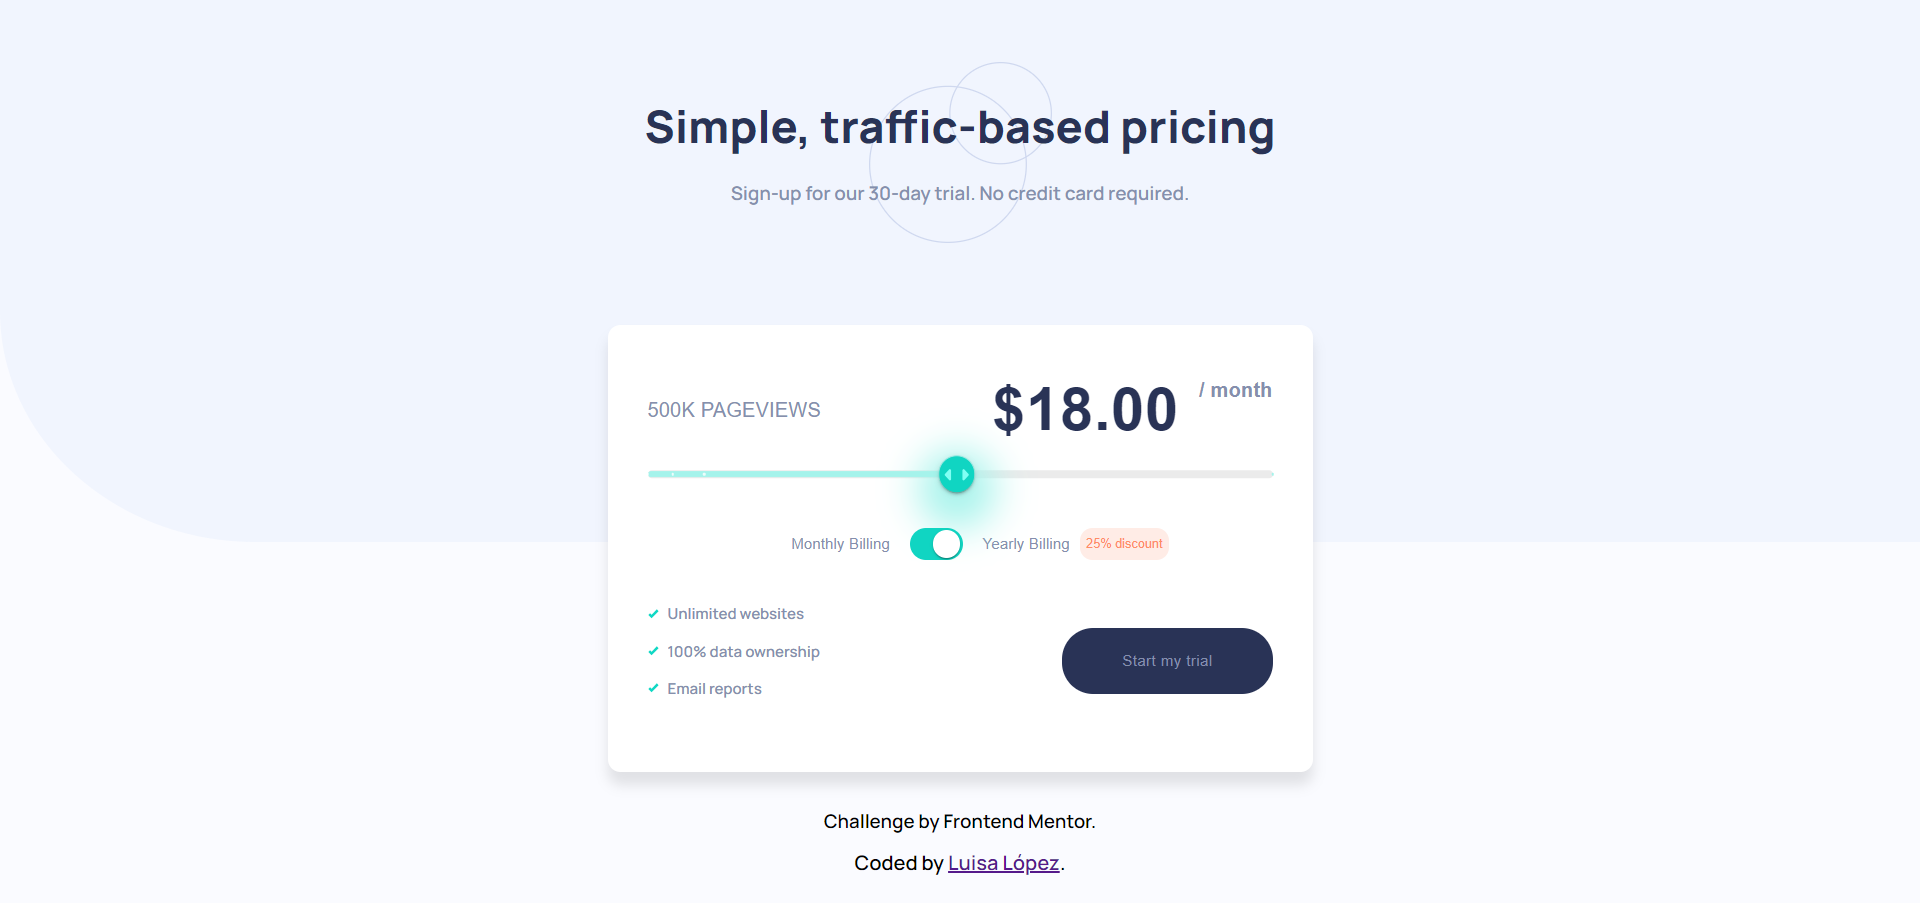 Simple, traffic-based pricing
Sign-up for our 30-day trial. No credit card required.
500K PAGEVIEWS
$18.00 / month
Monthly Billing Yearly Billing 25% discount
Unlimited websites
100% data ownership
Email reports
Start my trial
Challenge by Frontend Mentor.
Coded by Luisa López.